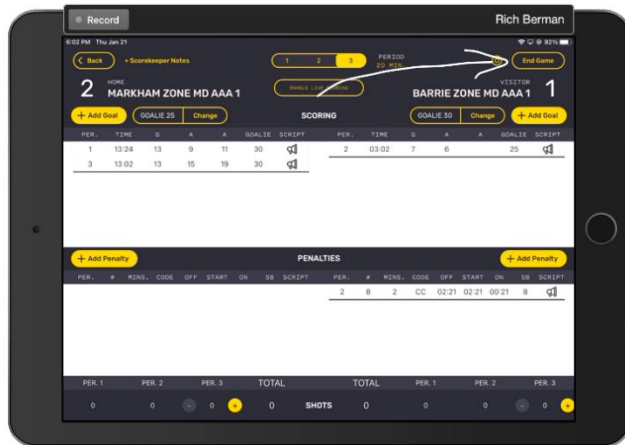 Record
Rich Berman
6:02 PM Thu Jan 21
82%
< Back
+ Scorekeeper Notes
1 2 3
PERIOD
20 MIN
End Game
2
HOME
MARKHAM ZONE MD AAA 1
ENABLE LIVE SCORING
VISITOR
BARRIE ZONE MD AAA 1
1
+ Add Goal
GOALIE 25
Change
SCORING
GOALIE 30
Change
+ Add Goal
PER. TIME G A A GOALIE SCRIPT
1 13:24 13 9 11 30
3 13:02 13 15 19 30
PER. TIME G A A GOALIE SCRIPT
2 03:02 7 6 25
+ Add Penalty
PENALTIES
+ Add Penalty
PER. # MINS. CODE OFF START ON SB SCRIPT
PER. # MINS. CODE OFF START ON SB SCRIPT
2 8 2 CC 02:21 02:21 00:21 8
PER. 1 PER. 2 PER. 3 TOTAL TOTAL PER. 1 PER. 2 PER. 3
0 0 - 0 + 0 SHOTS 0 0 0 - 0 +